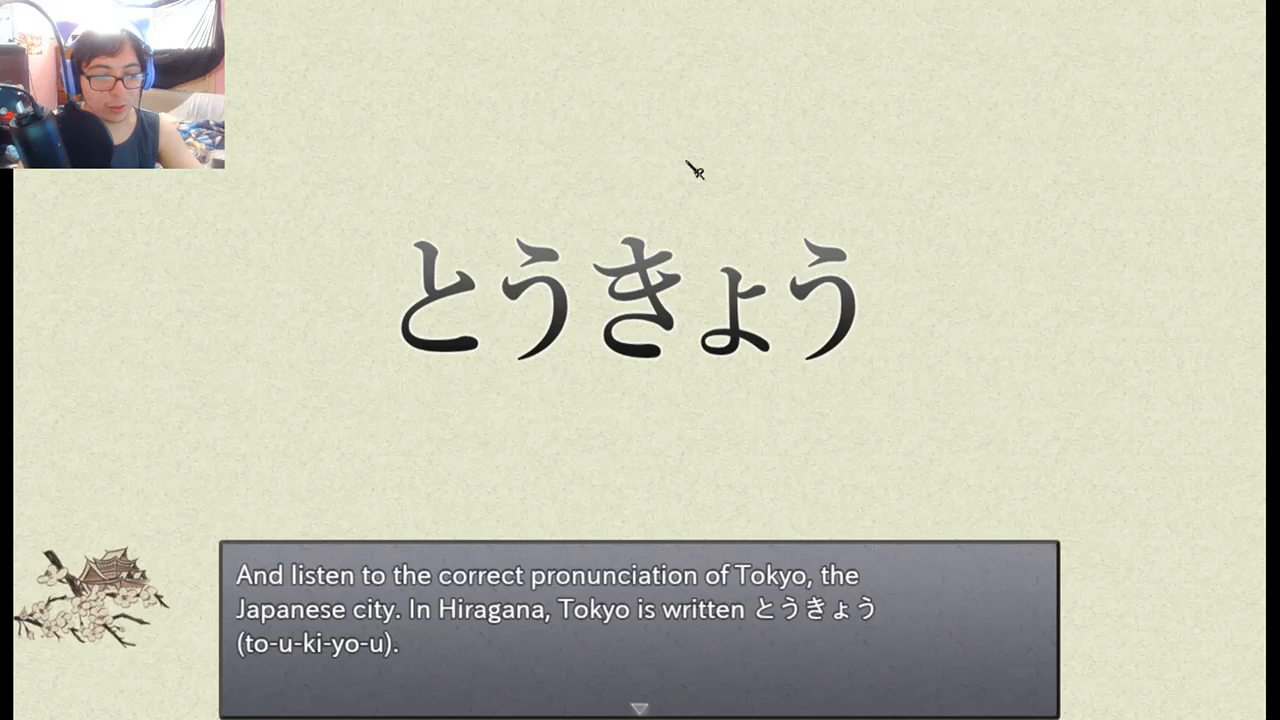 とうきょう
And listen to the correct pronunciation of Tokyo, the
Japanese city. In Hiragana, Tokyo is written とうきょう
(to-u-ki-yo-u).